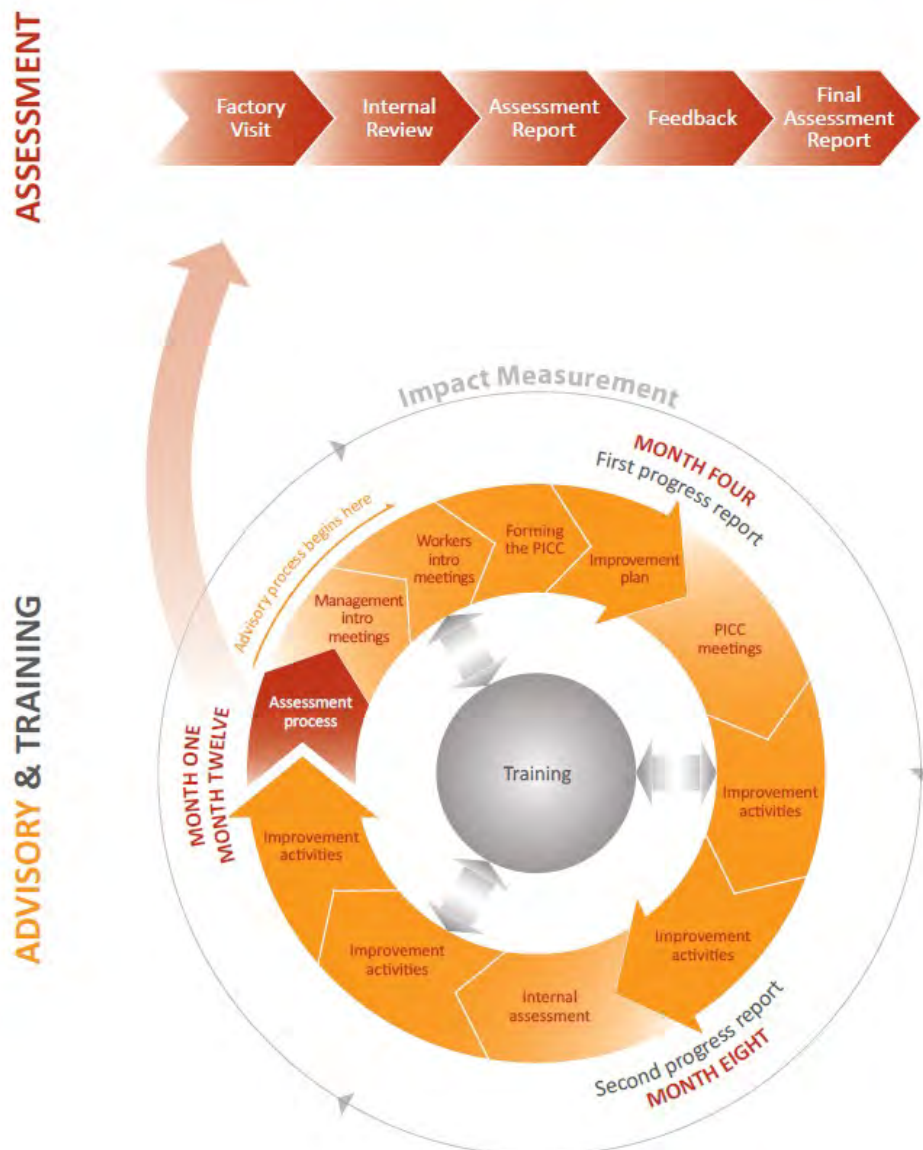 ASSESSMENT
Factory
Visit
Internal
Review
Assessment
Report
Feedback
Final
Assessment
Report
Impact Measurement
MONTH FOUR
First progress report
Advisory process begins here
Management
intro
meetings
Workers
intro
meetings
Forming
the PICC
Improvement
plan
PICC
meetings
Improvement
activities
Improvement
activities
Second progress report
MONTH EIGHT
Internal
assessment
Improvement
activities
Improvement
activities
MONTH ONE
MONTH TWELVE
Assessment
process
Training
ADVISORY & TRAINING